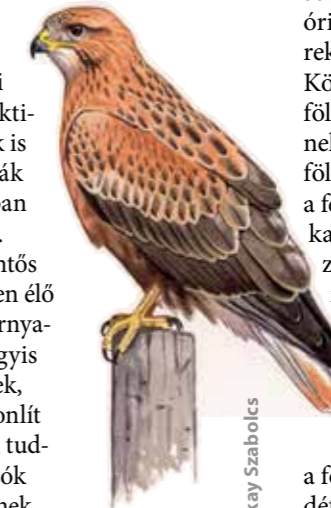 i
kti-
k is
ák
ban
ntős
en élő
rnya-
gyis
ek,
onlít
tud-
ók
nek
kay Szabolcs
óri
rek
Kö
föl
nel
föl
a fe
ka
z
a fe